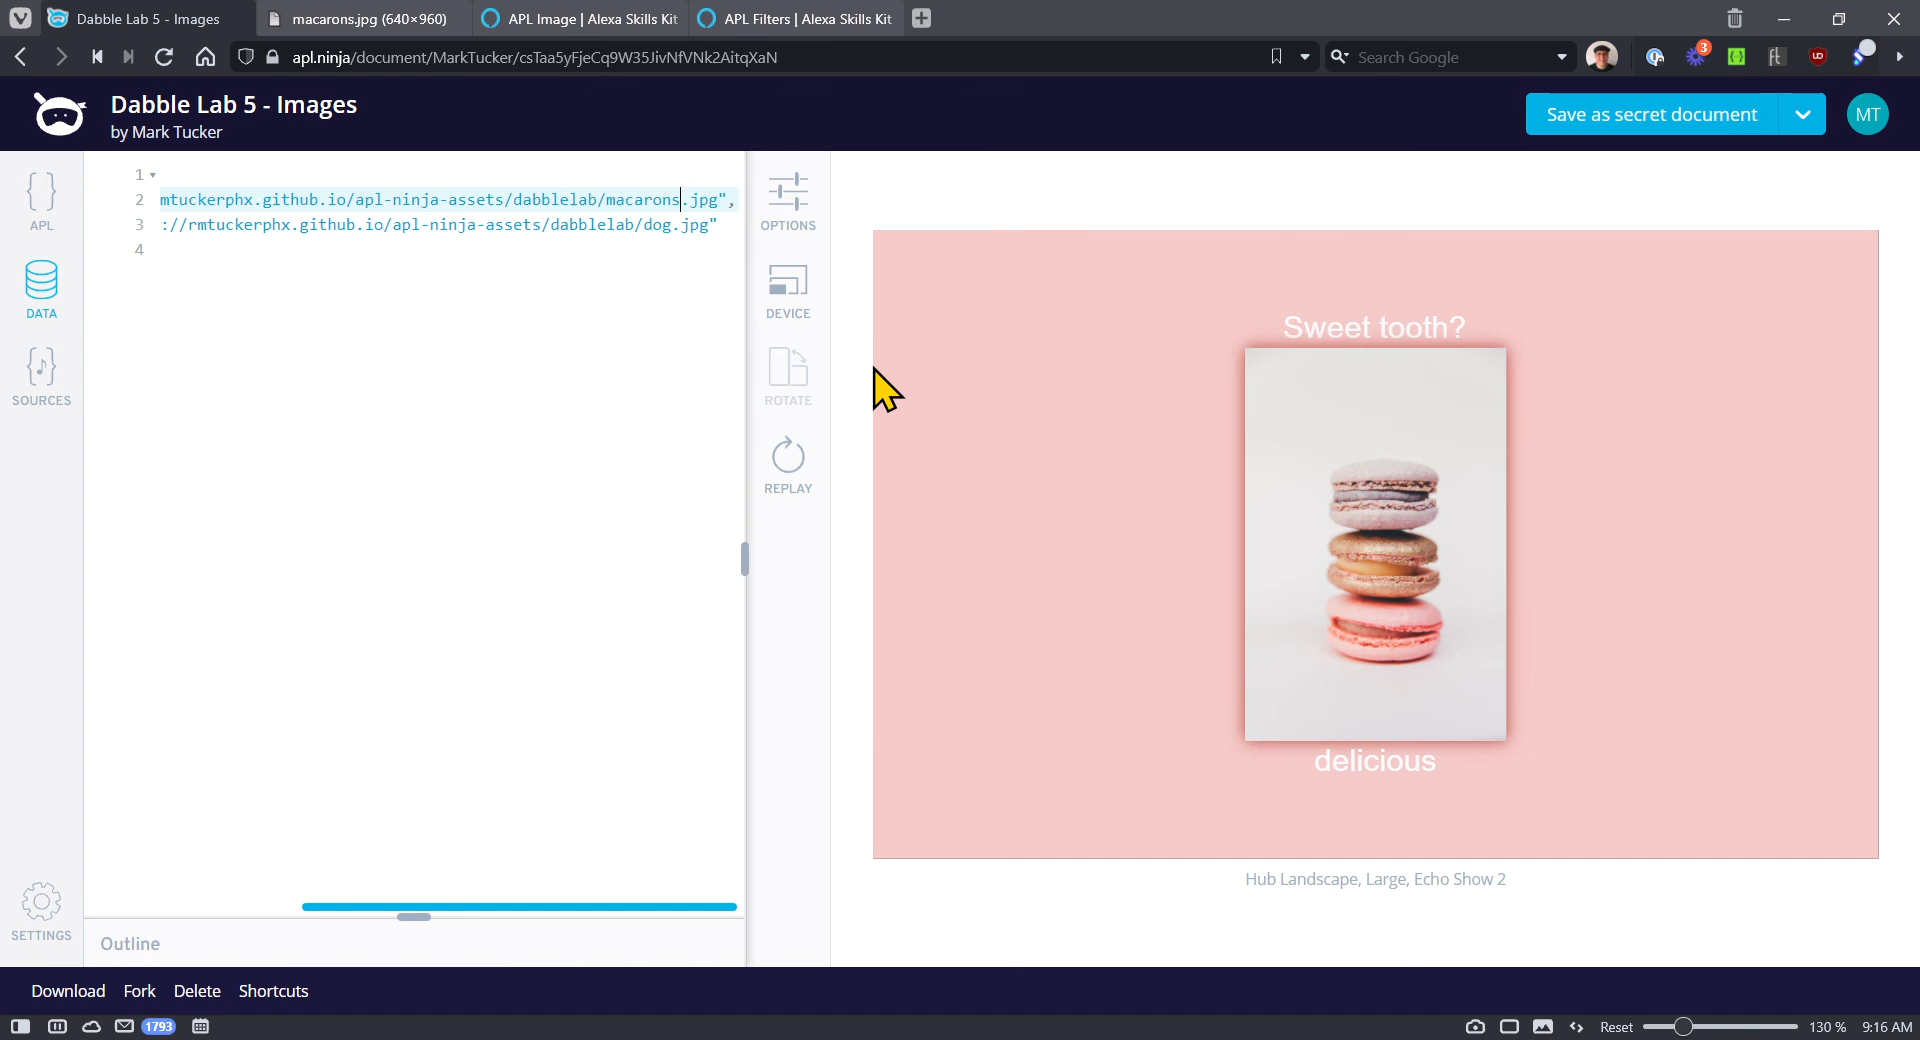 Dabble Lab 5 - Images
macarons.jpg (640×960)
APL Image | Alexa Skills Kit
APL Filters | Alexa Skills Kit
apl.ninja/document/MarkTucker/csTaa5yFjeCq9W35JivNfVNk2AitqXaN
Search Google
3
Dabble Lab 5 - Images
by Mark Tucker
Save as secret document
MT
APL
DATA
SOURCES
SETTINGS
1
2 mtuckerphx.github.io/apl-ninja-assets/dabblelab/macarons.jpg",
3 ://rmtuckerphx.github.io/apl-ninja-assets/dabblelab/dog.jpg"
4
Outline
OPTIONS
DEVICE
ROTATE
REPLAY
Sweet tooth?
delicious
Hub Landscape, Large, Echo Show 2
Download Fork Delete Shortcuts
1793
Reset
130 %
9:16 AM